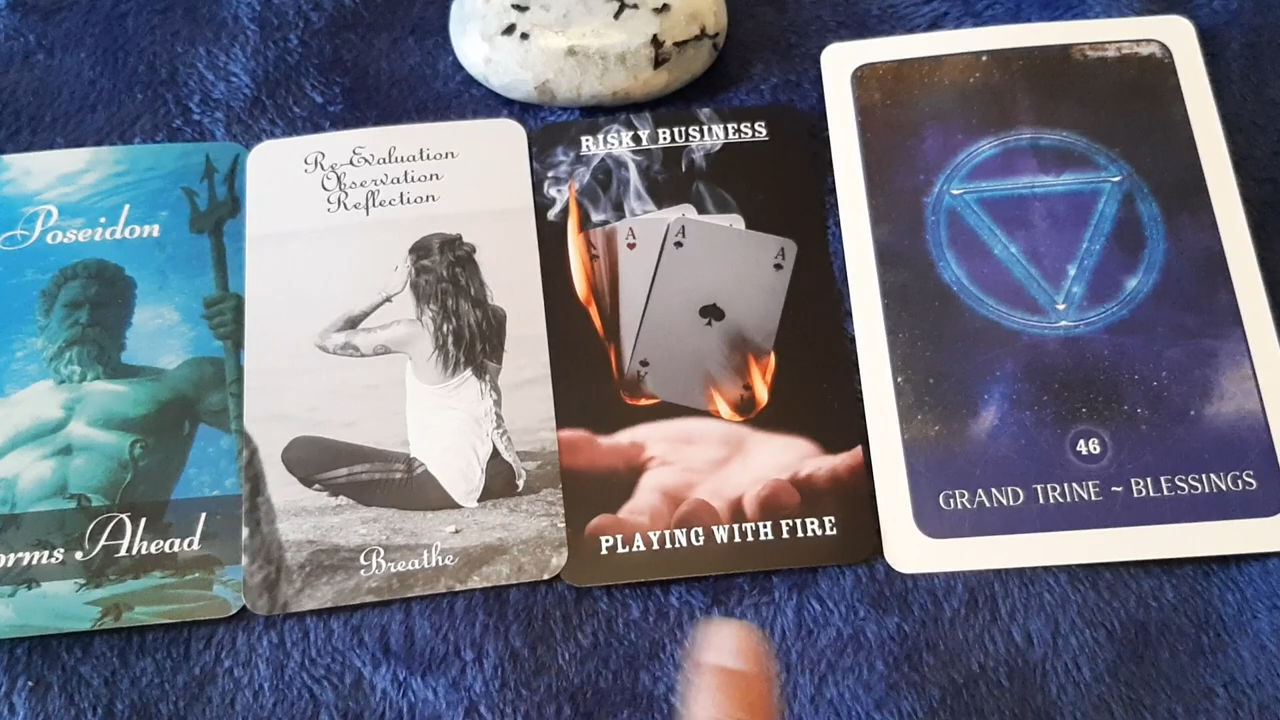 Poseidon
orms Ahead
Re-Evaluation
Observation
Reflection
Breathe
RISKY BUSINESS
A
A
A
A
A
PLAYING WITH FIRE
46
GRAND TRINE ~ BLESSINGS